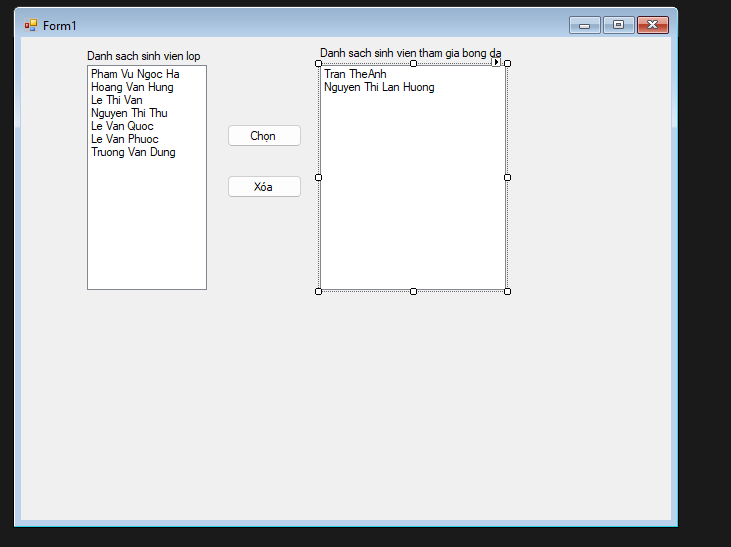 Form1
Danh sach sinh vien lop
Pham Vu Ngoc Ha
Hoang Van Hung
Le Thi Van
Nguyen Thi Thu
Le Van Quoc
Le Van Phuoc
Truong Van Dung
Chọn
Xóa
Danh sach sinh vien tham gia bong da
Tran TheAnh
Nguyen Thi Lan Huong